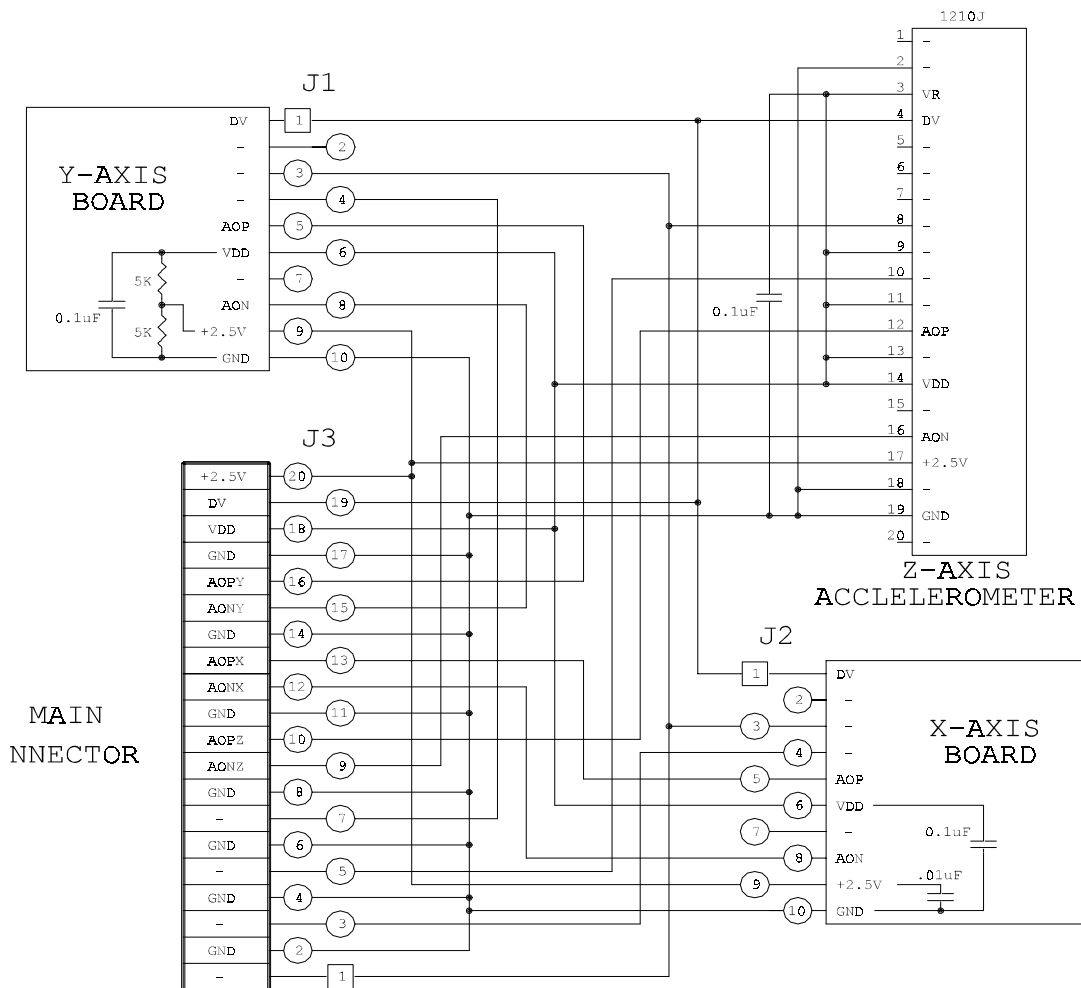 1210J
J1
DV 1
- 2
- 3
- 4
AOP 5
VDD 6
- 7
AON 8
+2.5V 9
GND 10
Y-AXIS
BOARD
5K
5K
0.1uF
1 -
2 -
3 VR
4 DV
5 -
6 -
7 -
8 -
9 -
10 -
11 -
12 AOP
13 -
14 VDD
15 -
16 AON
17 +2.5V
18 -
19 GND
20 -
0.1uF
Z-AXIS
ACCLELEROMETER
J3
+2.5V 20
DV 19
VDD 18
GND 17
AOPY 16
AONY 15
GND 14
AOPX 13
AONX 12
GND 11
AOPZ 10
AONZ 9
GND 8
- 7
GND 6
- 5
GND 4
- 3
GND 2
- 1
MAIN
NNECTOR
J2
1 DV
2 -
3 -
4 -
5 AOP
6 VDD
7 -
8 AON
9 +2.5V
10 GND
X-AXIS
BOARD
0.1uF
.01uF